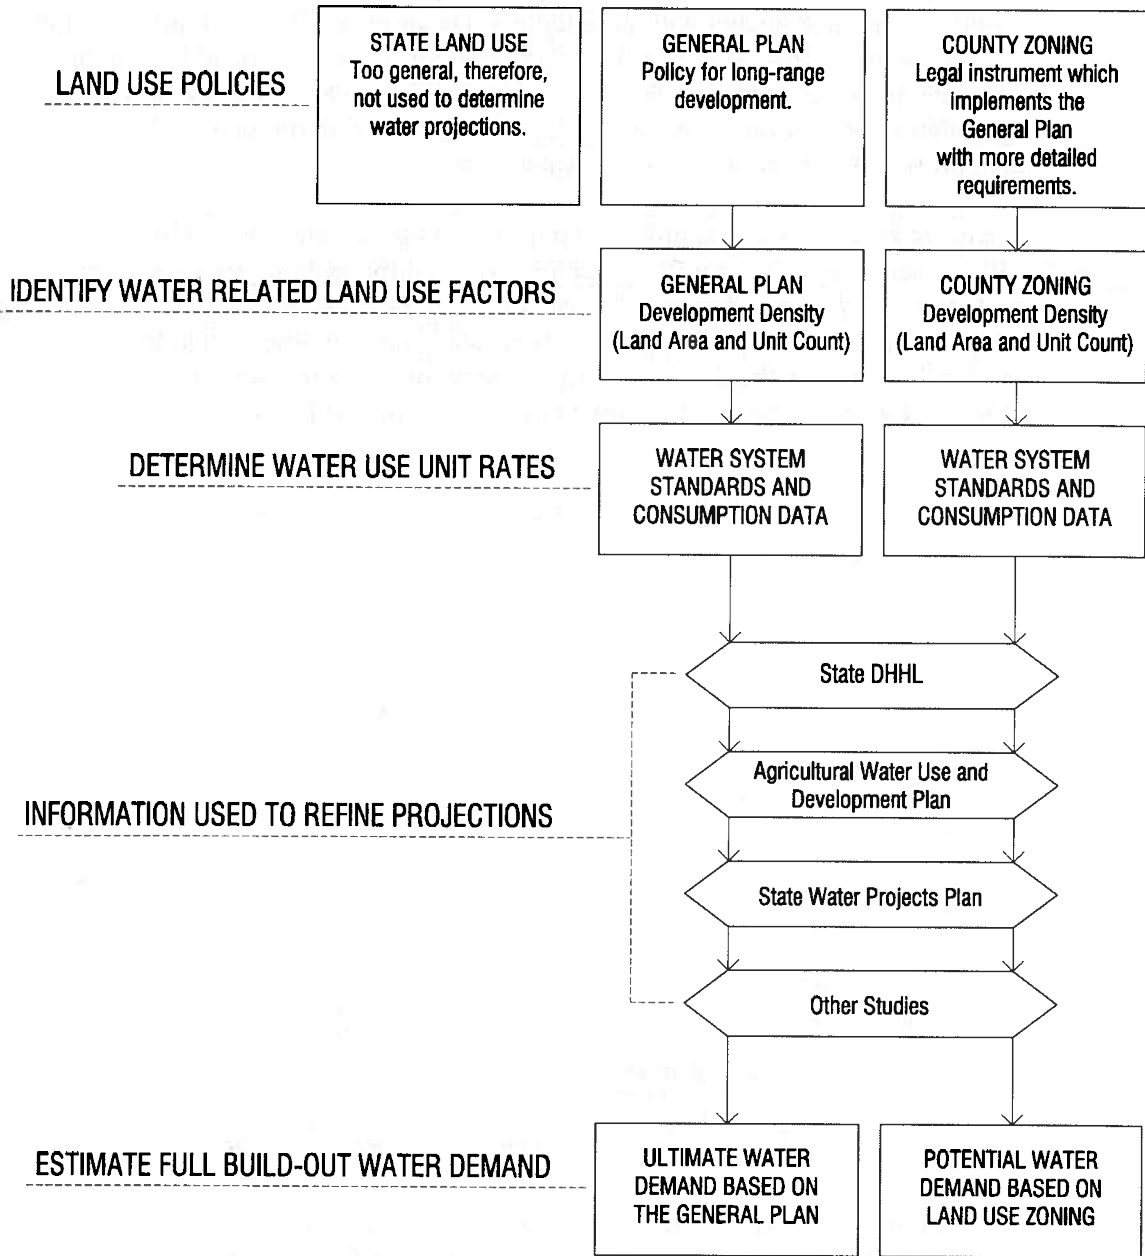 LAND USE POLICIES
STATE LAND USE
Too general, therefore,
not used to determine
water projections.
GENERAL PLAN
Policy for long-range
development.
COUNTY ZONING
Legal instrument which
implements the
General Plan
with more detailed
requirements.
IDENTIFY WATER RELATED LAND USE FACTORS
GENERAL PLAN
Development Density
(Land Area and Unit Count)
COUNTY ZONING
Development Density
(Land Area and Unit Count)
DETERMINE WATER USE UNIT RATES
WATER SYSTEM
STANDARDS AND
CONSUMPTION DATA
WATER SYSTEM
STANDARDS AND
CONSUMPTION DATA
INFORMATION USED TO REFINE PROJECTIONS
State DHHL
Agricultural Water Use and
Development Plan
State Water Projects Plan
Other Studies
ESTIMATE FULL BUILD-OUT WATER DEMAND
ULTIMATE WATER
DEMAND BASED ON
THE GENERAL PLAN
POTENTIAL WATER
DEMAND BASED ON
LAND USE ZONING